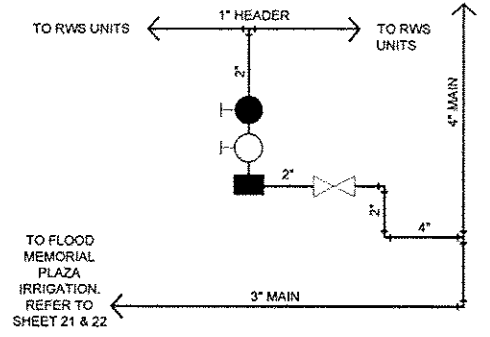 1" HEADER
TO RWS UNITS
TO RWS
UNITS
2"
4" MAIN
2"
2"
4"
TO FLOOD
MEMORIAL
PLAZA
IRRIGATION.
REFER TO
SHEET 21 & 22
3" MAIN